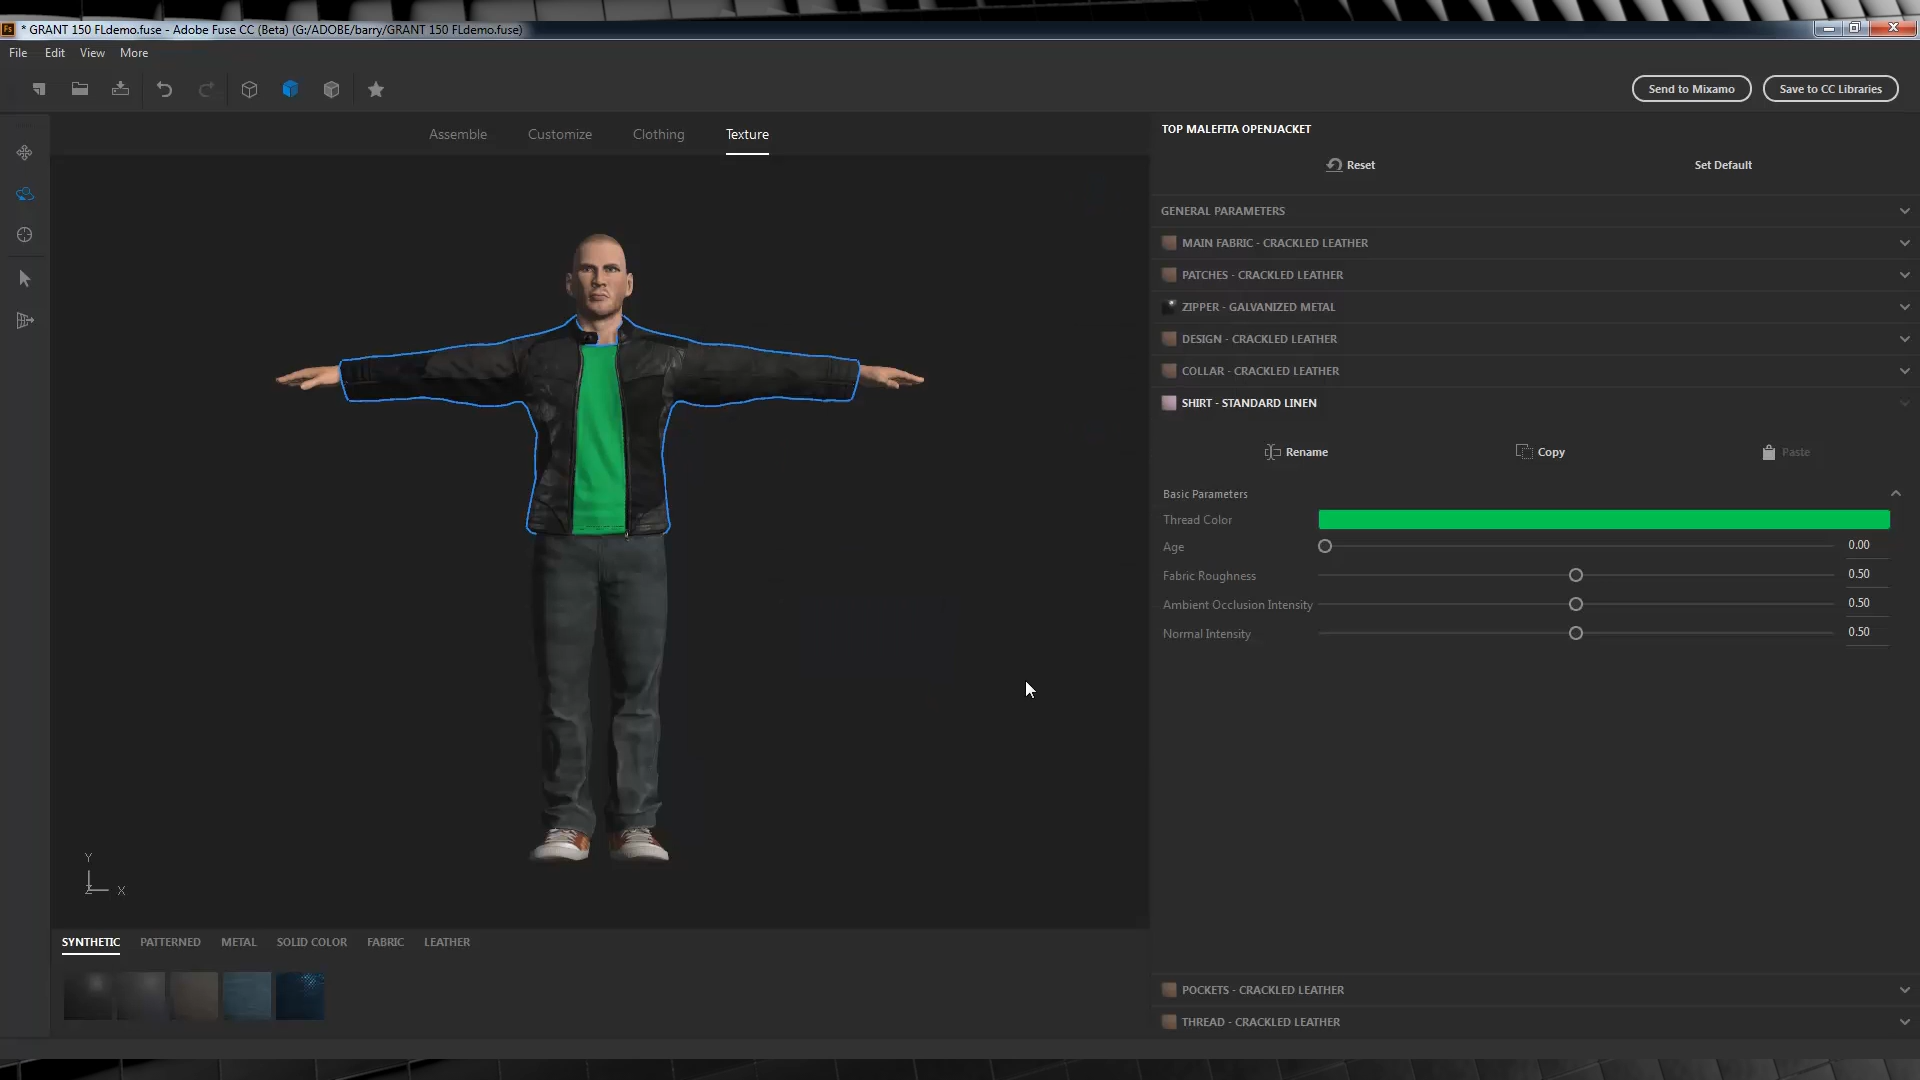 * GRANT 150 FLdemo.fuse - Adobe Fuse CC (Beta) (G:/ADOBE/barry/GRANT 150 FLdemo.fuse)
File Edit View More
Send to Mixamo Save to CC Libraries
Assemble Customize Clothing Texture
TOP MALEFITA OPENJACKET
Reset Set Default
GENERAL PARAMETERS
MAIN FABRIC - CRACKLED LEATHER
PATCHES - CRACKLED LEATHER
ZIPPER - GALVANIZED METAL
DESIGN - CRACKLED LEATHER
COLLAR - CRACKLED LEATHER
SHIRT - STANDARD LINEN
Rename Copy Paste
Basic Parameters
Thread Color
Age 0.00
Fabric Roughness 0.50
Ambient Occlusion Intensity 0.50
Normal Intensity 0.50
Y
Z X
SYNTHETIC PATTERNED METAL SOLID COLOR FABRIC LEATHER
POCKETS - CRACKLED LEATHER
THREAD - CRACKLED LEATHER